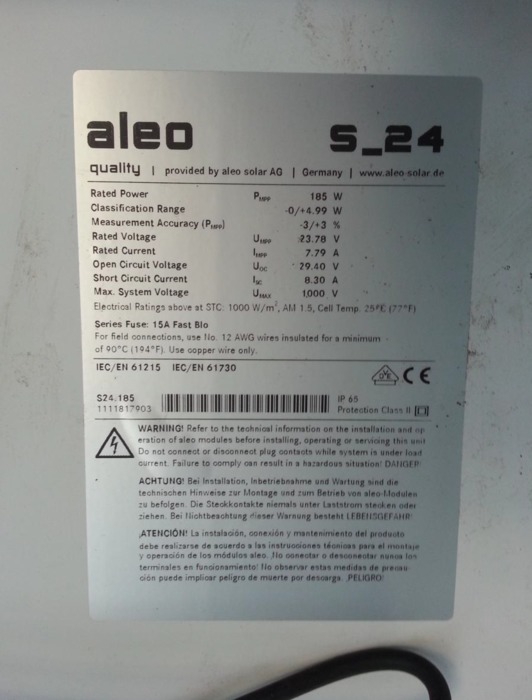 aleo S_24
quality | provided by aleo solar AG | Germany | www.aleo-solar.de
Rated Power PMPP 185 W
Classification Range -0/+4.99 W
Measurement Accuracy (PMPP) -3/+3 %
Rated Voltage UMPP 23.78 V
Rated Current IMPP 7.79 A
Open Circuit Voltage UOC 29.40 V
Short Circuit Current ISC 8.30 A
Max. System Voltage UMAX 1000 V
Electrical Ratings above at STC: 1000 W/m², AM 1.5, Cell Temp. 25°C (77°F)
Series Fuse: 15A Fast Blo
For field connections, use No. 12 AWG wires insulated for a minimum
of 90°C (194°F). Use copper wire only.
IEC/EN 61215 IEC/EN 61730
CE
S24.185 IP 65
1111817903 Protection Class II
WARNING! Refer to the technical information on the installation and op-
eration of aleo modules before installing, operating or servicing this unit.
Do not connect or disconnect plug contacts while system is under load
current. Failure to comply can result in a hazardous situation! DANGER!
ACHTUNG! Bei Installation, Inbetriebnahme und Wartung sind die
technischen Hinweise zur Montage und zum Betrieb von aleo-Modulen
zu befolgen. Die Steckkontakte niemals unter Laststrom stecken oder
ziehen. Bei Nichtbeachtung dieser Warnung besteht LEBENSGEFAHR!
¡ATENCIÓN! La instalación, conexión y mantenimiento del producto
debe realizarse de acuerdo a las instrucciones técnicas para el montaje
y operación de los módulos aleo. ¡No conectar o desconectar nunca los
terminales en funcionamiento! No observar estas medidas de precau-
ción puede implicar peligro de muerte por descarga. ¡PELIGRO!